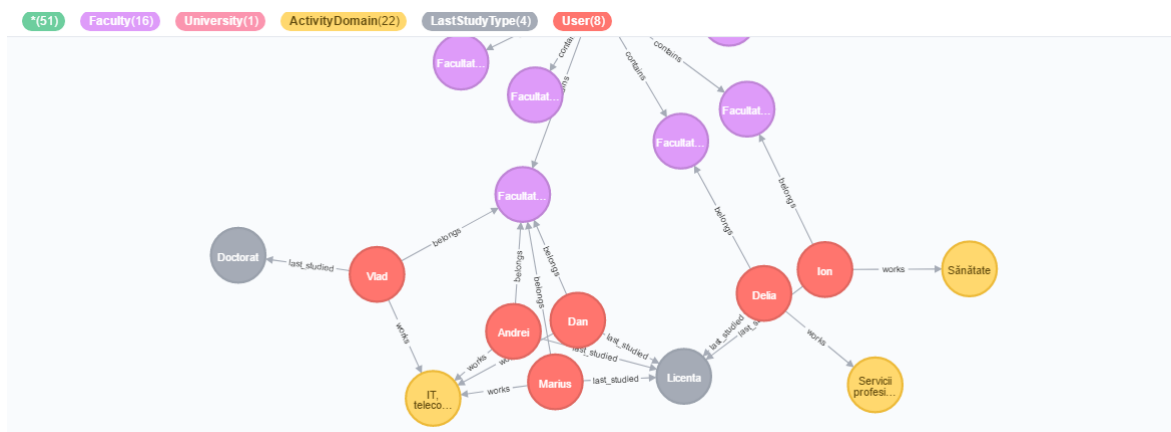 *(51) Faculty(16) University(1) ActivityDomain(22) LastStudyType(4) User(8)
contains
contains
contains
Facultat...
Facultat...
Facultat...
Facultat...
Facultat...
belongs
belongs
belongs
belongs
belongs
belongs
Doctorat
last_studied
Vlad
Ion
works
Sănătate
Delia
Dan
Andrei
works
works
works
last_studied
last_studied
last_studied
last_studied
Marius
last_studied
works
Licenta
IT,
teleco...
Servicii
profesi...